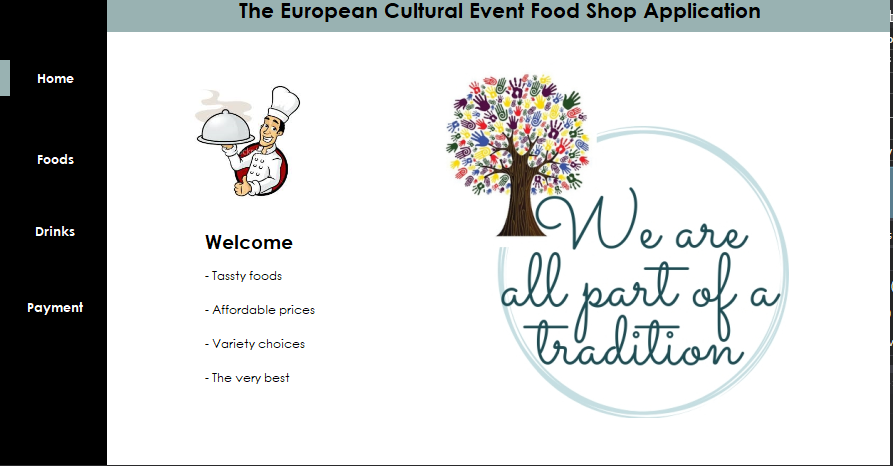 The European Cultural Event Food Shop Application
Home
Foods
Drinks
Payment
Welcome
- Tassty foods
- Affordable prices
- Variety choices
- The very best
We are
all part of a
tradition